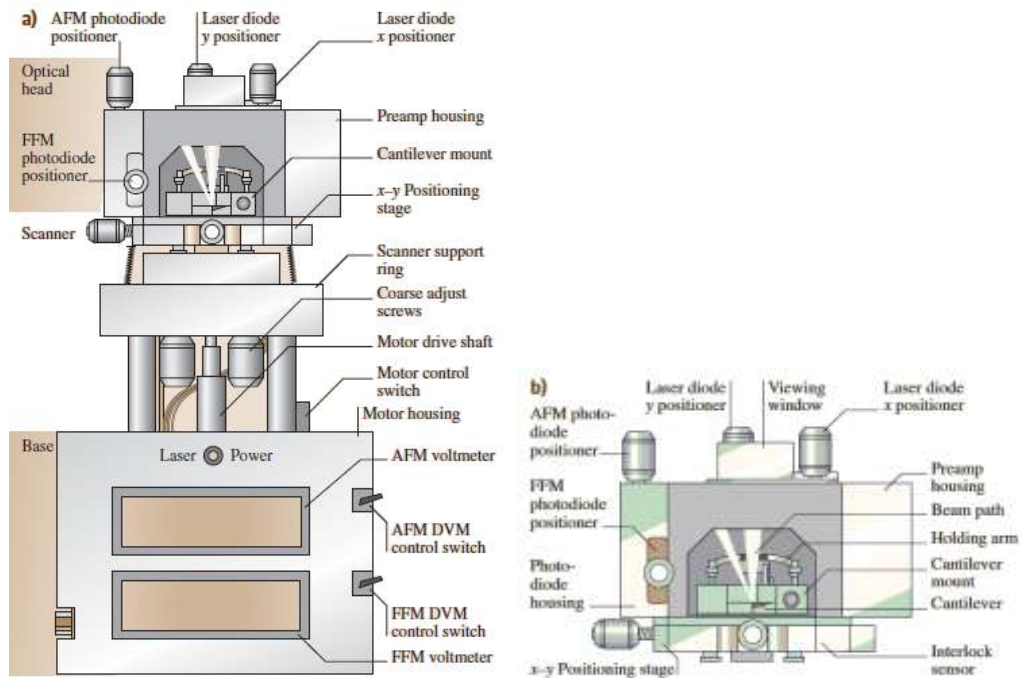 a)
AFM photodiode
positioner
Laser diode
y positioner
Laser diode
x positioner
Optical
head
Preamp housing
FFM
photodiode
positioner
Cantilever mount
x–y Positioning
stage
Scanner
Scanner support
ring
Coarse adjust
screws
Motor drive shaft
Motor control
switch
Motor housing
Base
Laser
Power
AFM voltmeter
AFM DVM
control switch
FFM DVM
control switch
FFM voltmeter
b)
Laser diode
y positioner
Viewing
window
Laser diode
x positioner
AFM photo-
diode
positioner
Preamp
housing
FFM
photodiode
positioner
Beam path
Holding arm
Photo-
diode
housing
Cantilever
mount
Cantilever
Interlock
sensor
x–y Positioning stage